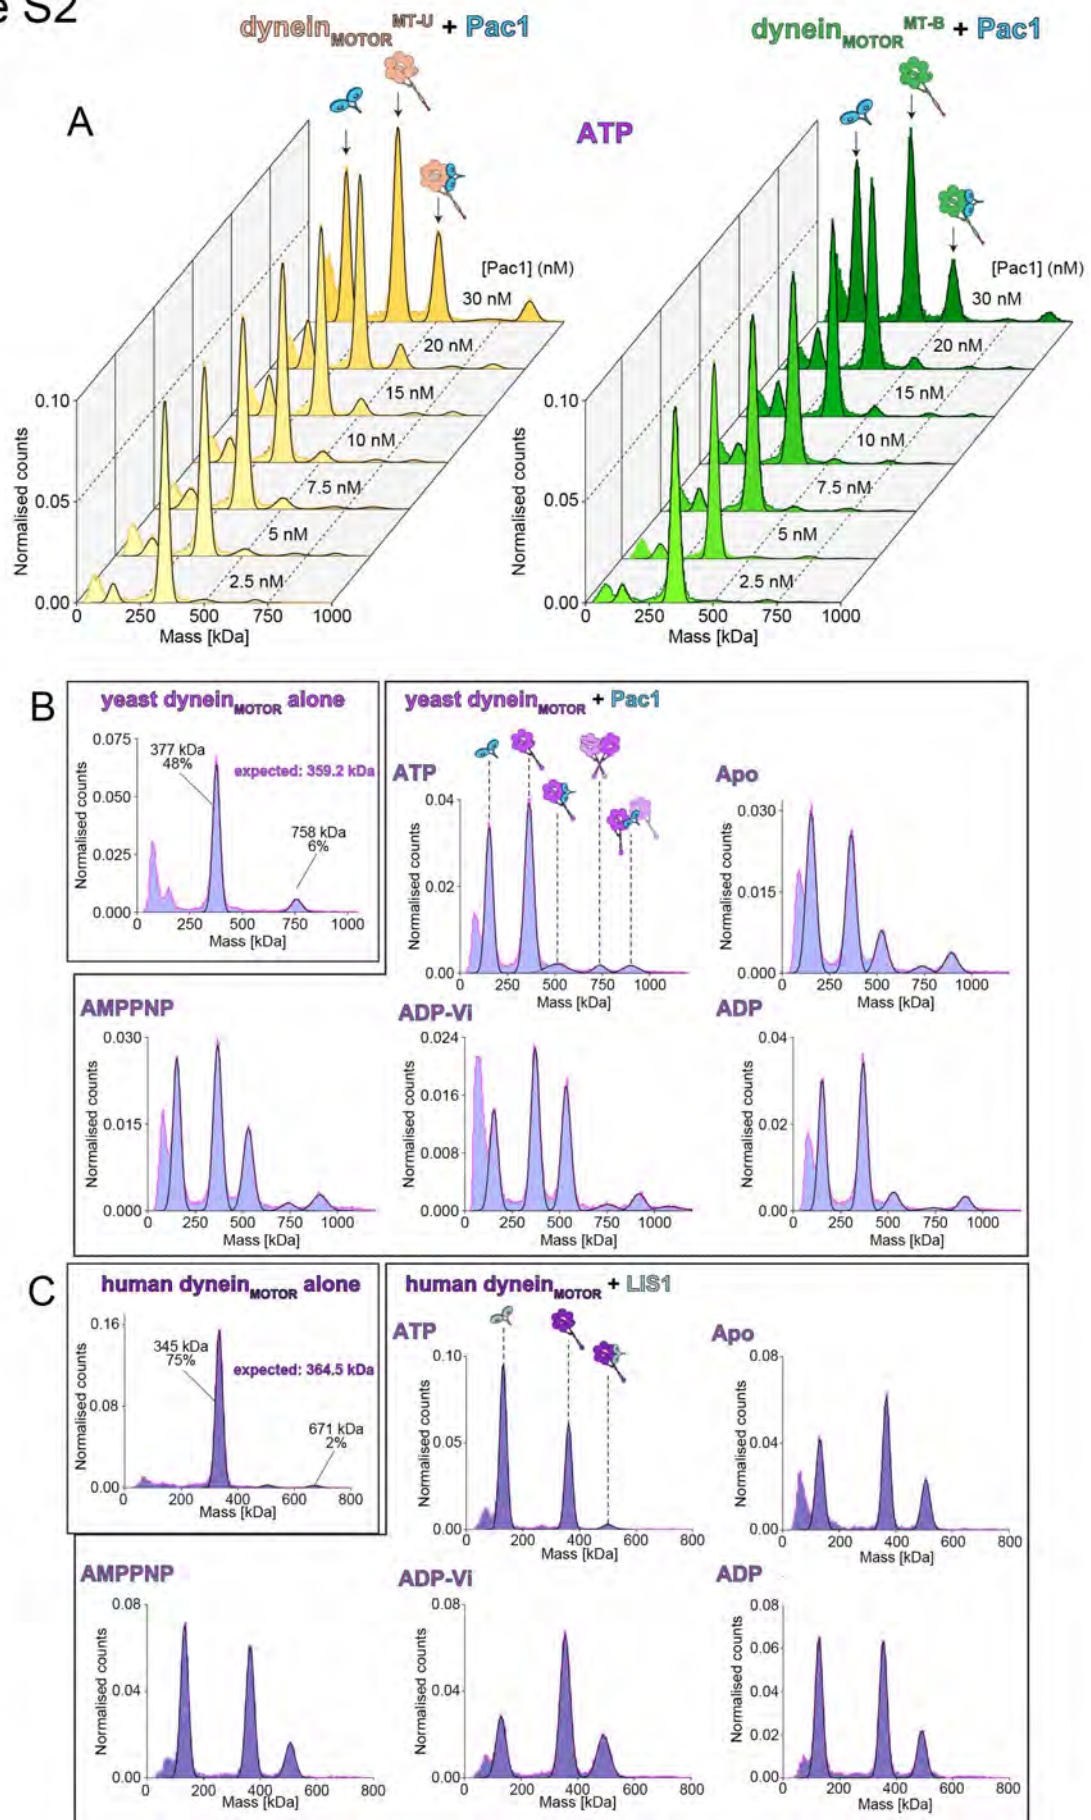 e S2
dynein MOTOR MT-U + Pac1
dynein MOTOR MT-B + Pac1
A
ATP
[Pac1] (nM)
30 nM
20 nM
15 nM
10 nM
7.5 nM
5 nM
2.5 nM
0.10
0.05
0.00
Normalised counts
0 250 500 750 1000
Mass [kDa]
[Pac1] (nM)
30 nM
20 nM
15 nM
10 nM
7.5 nM
5 nM
2.5 nM
0.10
0.05
0.00
Normalised counts
0 250 500 750 1000
Mass [kDa]
B
yeast dynein MOTOR alone
377 kDa
48%
expected: 359.2 kDa
758 kDa
6%
0.075
0.050
0.025
0.000
Normalised counts
0 250 500 750 1000
Mass [kDa]
yeast dynein MOTOR + Pac1
ATP
0.04
0.02
0.00
Normalised counts
0 250 500 750 1000
Mass [kDa]
Apo
0.030
0.015
0.000
Normalised counts
0 250 500 750 1000
Mass [kDa]
AMPPNP
0.030
0.015
0.000
Normalised counts
0 250 500 750 1000
Mass [kDa]
ADP-Vi
0.024
0.016
0.008
0.000
Normalised counts
0 250 500 750 1000
Mass [kDa]
ADP
0.04
0.02
0.00
Normalised counts
0 250 500 750 1000
Mass [kDa]
C
human dynein MOTOR alone
345 kDa
75%
expected: 364.5 kDa
671 kDa
2%
0.16
0.08
0.00
Normalised counts
0 200 400 600 800
Mass [kDa]
human dynein MOTOR + LIS1
ATP
0.10
0.05
0.00
Normalised counts
0 200 400 600 800
Mass [kDa]
Apo
0.08
0.04
0.00
Normalised counts
0 200 400 600 800
Mass [kDa]
AMPPNP
0.08
0.04
0.00
Normalised counts
0 200 400 600 800
Mass [kDa]
ADP-Vi
0.08
0.04
0.00
Normalised counts
0 200 400 600 800
Mass [kDa]
ADP
0.08
0.06
0.04
0.02
0.00
Normalised counts
0 200 400 600 800
Mass [kDa]